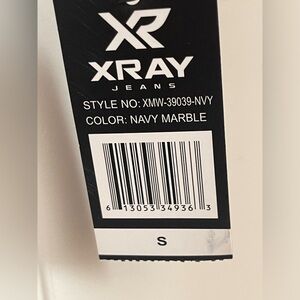 XR
XRAY
JEANS
STYLE NO: XMW-39039-NVY
COLOR: NAVY MARBLE
6 13053 34936 3
S